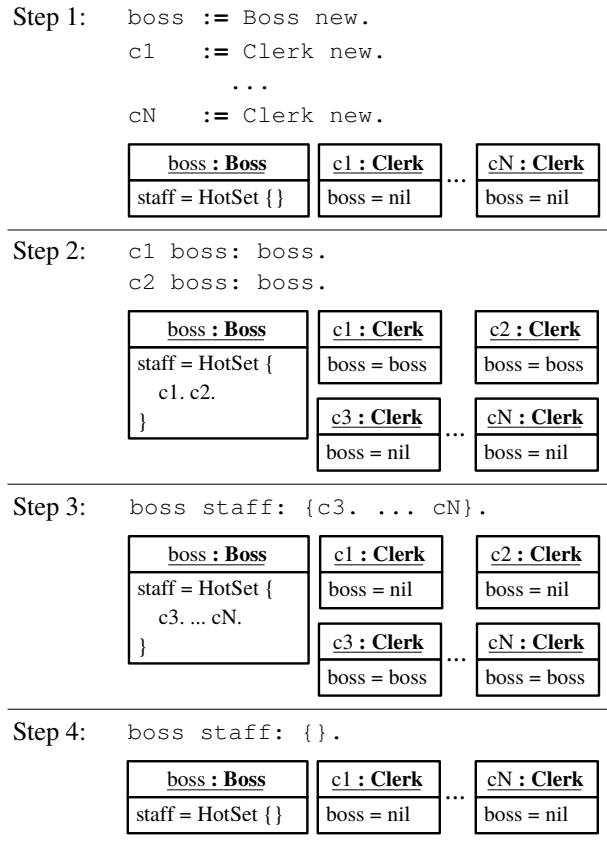 Step 1: boss := Boss new.
c1 := Clerk new.
...
cN := Clerk new.
boss : Boss c1 : Clerk ... cN : Clerk
staff = HotSet {} boss = nil boss = nil
Step 2: c1 boss: boss.
c2 boss: boss.
boss : Boss c1 : Clerk c2 : Clerk
staff = HotSet { boss = boss boss = boss
c1. c2.
} c3 : Clerk ... cN : Clerk
boss = nil boss = nil
Step 3: boss staff: {c3. ... cN}.
boss : Boss c1 : Clerk c2 : Clerk
staff = HotSet { boss = nil boss = nil
c3. ... cN.
} c3 : Clerk ... cN : Clerk
boss = boss boss = boss
Step 4: boss staff: {}.
boss : Boss c1 : Clerk ... cN : Clerk
staff = HotSet {} boss = nil boss = nil